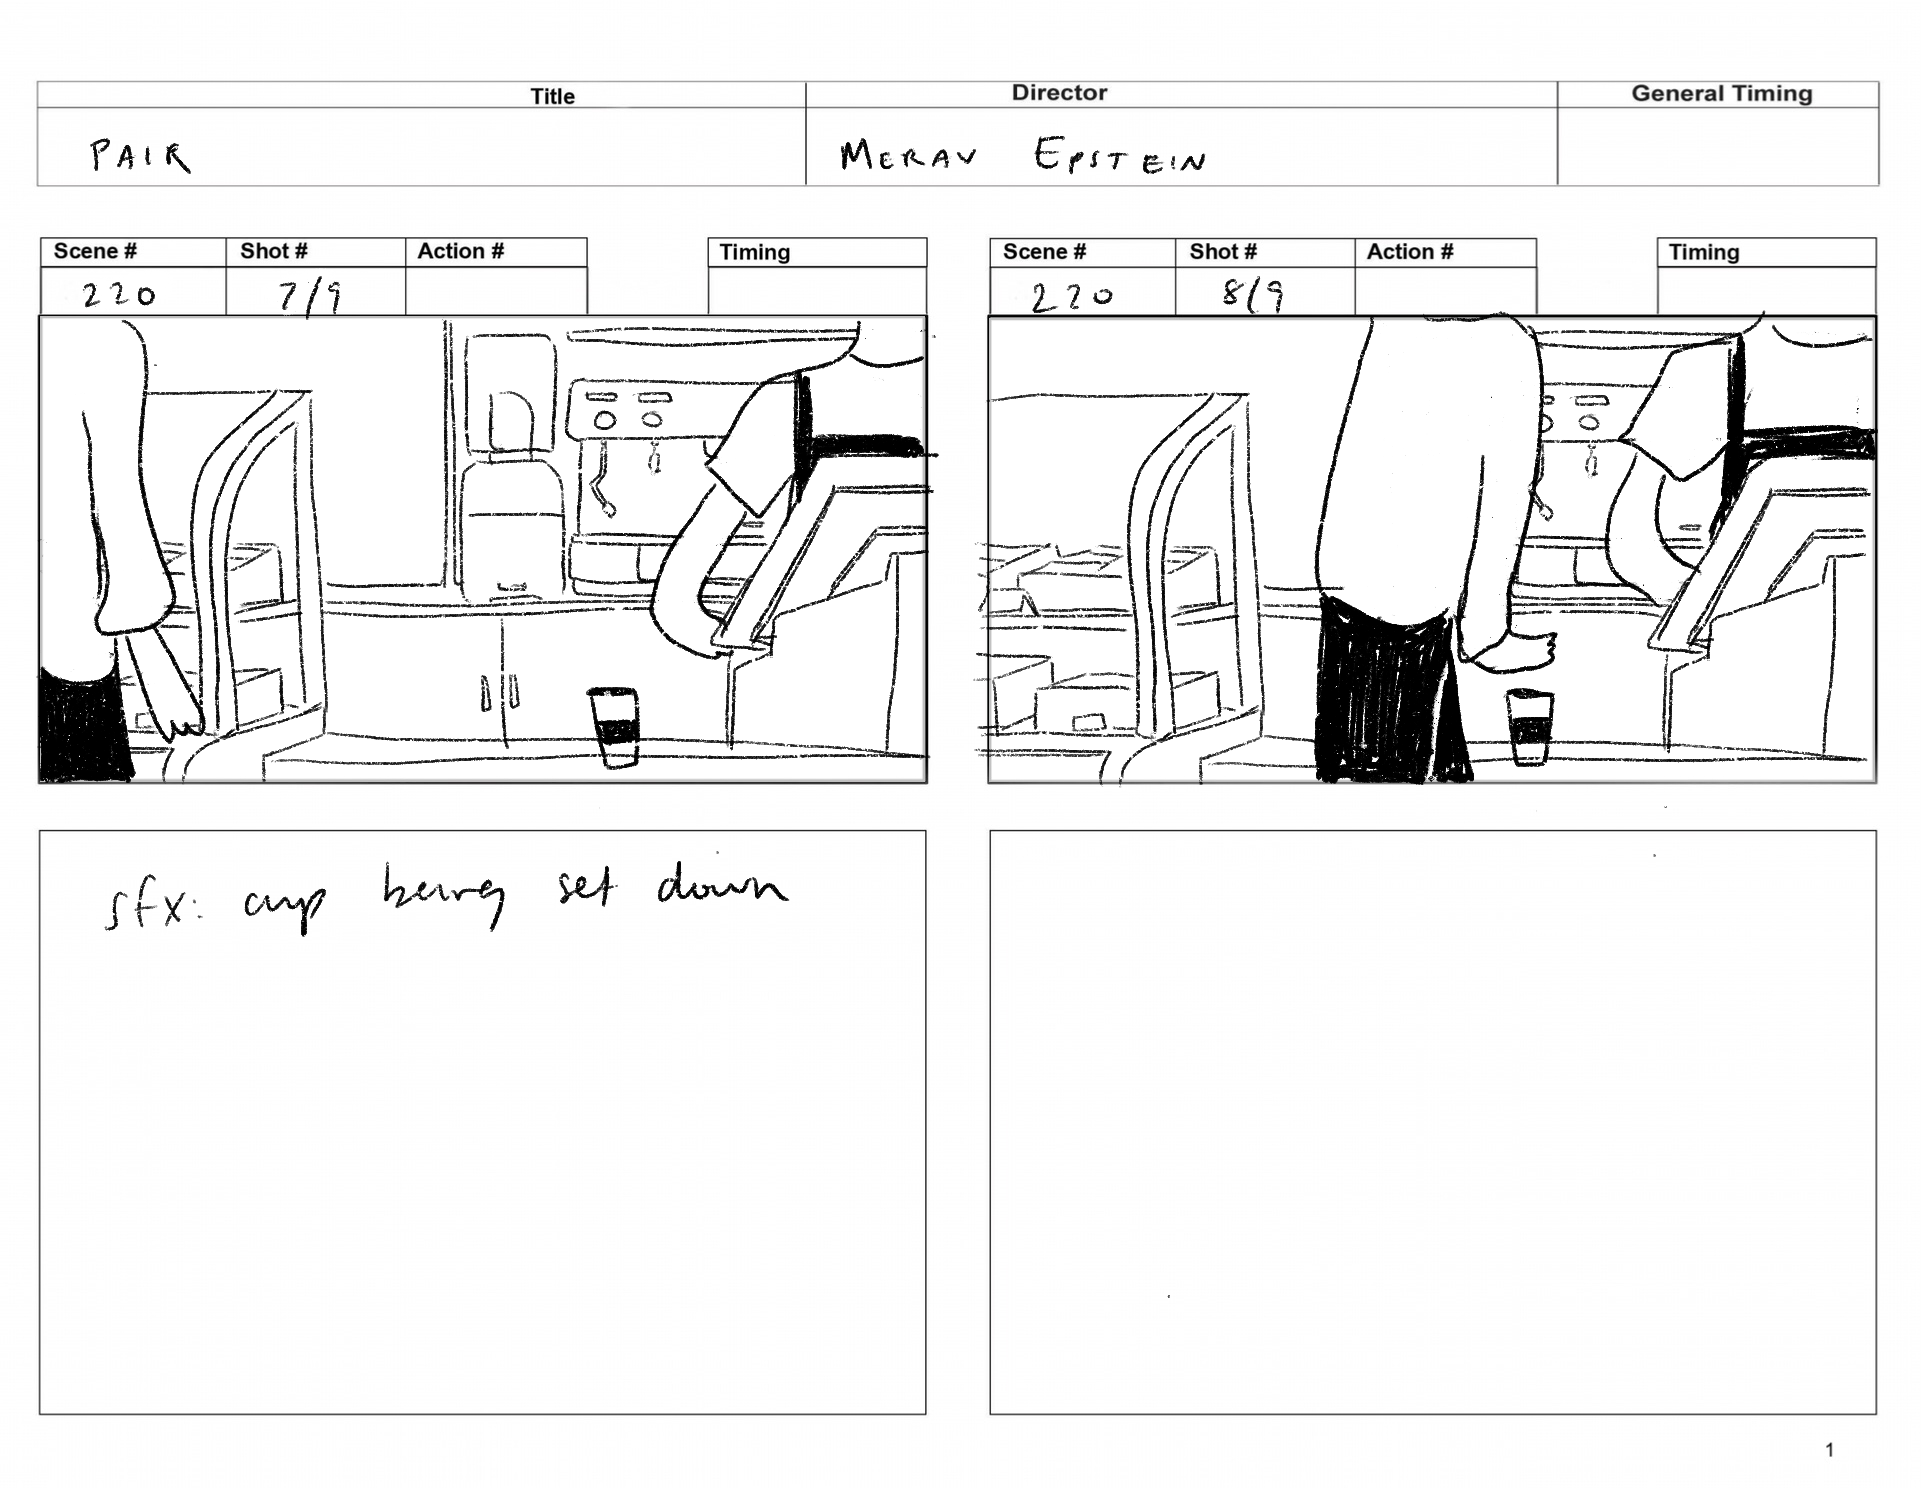 Title Director General Timing
PAIR MERAV EPSTEIN
Scene # Shot # Action # Timing
220 7/9
Scene # Shot # Action # Timing
220 8/9
sfx: cup being set down
1